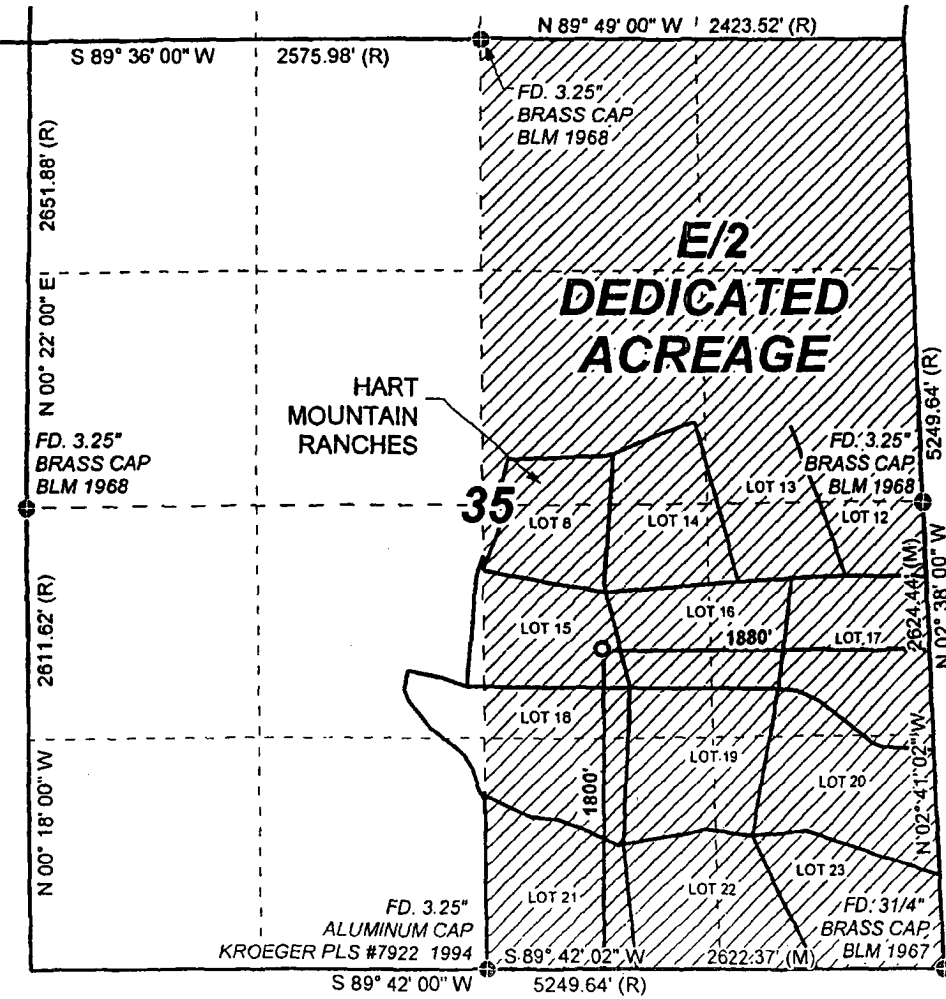 N 89° 49' 00" W 2423.52' (R)
S 89° 36' 00" W 2575.98' (R)
FD. 3.25"
BRASS CAP
BLM 1968
2651.88' (R)
N 00° 22' 00" E
E/2
DEDICATED
ACREAGE
HART
MOUNTAIN
RANCHES
5249.64' (R)
N 02° 38' 00" W
FD. 3.25"
BRASS CAP
BLM 1968
FD. 3.25"
BRASS CAP
BLM 1968
35
LOT 8
LOT 14
LOT 13
LOT 12
2611.62' (R)
N 00° 18' 00" W
2624.44' (M)
N 02° 41' 02" W
LOT 15
LOT 16
LOT 17
1880'
LOT 18
LOT 19
LOT 20
1800'
LOT 21
LOT 22
LOT 23
FD. 3.25"
ALUMINUM CAP
KROEGER PLS #7922 1994
FD. 31/4"
BRASS CAP
BLM 1967
S 89° 42' 02" W 2622.37' (M)
S 89° 42' 00" W 5249.64' (R)